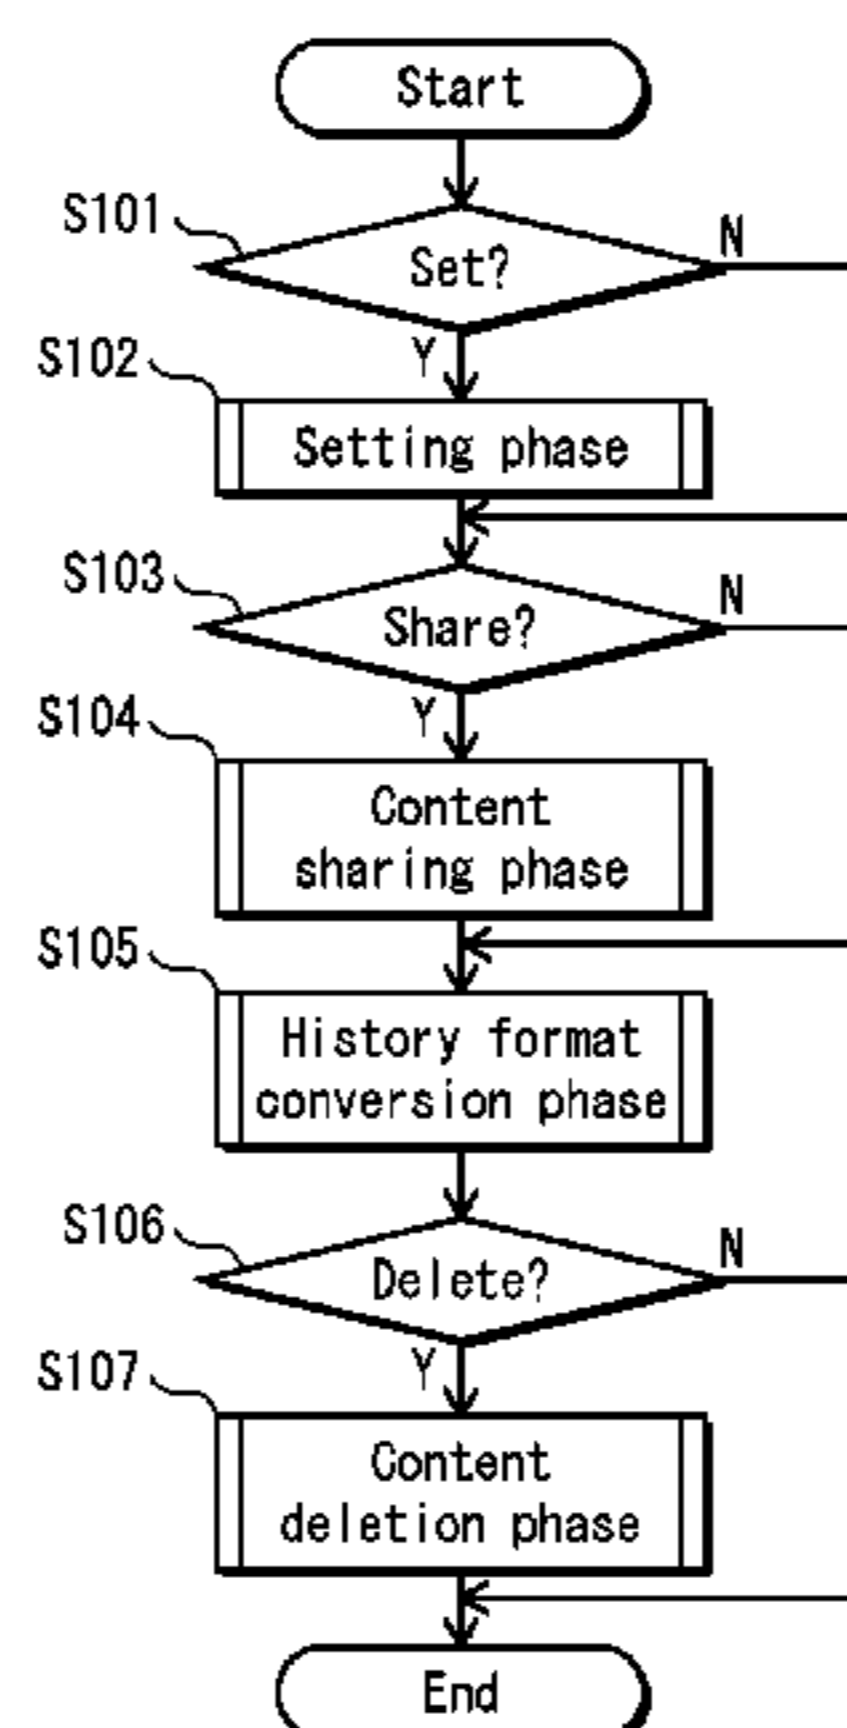 Start
S101
Set?
N
Y
S102
Setting phase
S103
Share?
N
Y
S104
Content
sharing phase
S105
History format
conversion phase
S106
Delete?
N
Y
S107
Content
deletion phase
End